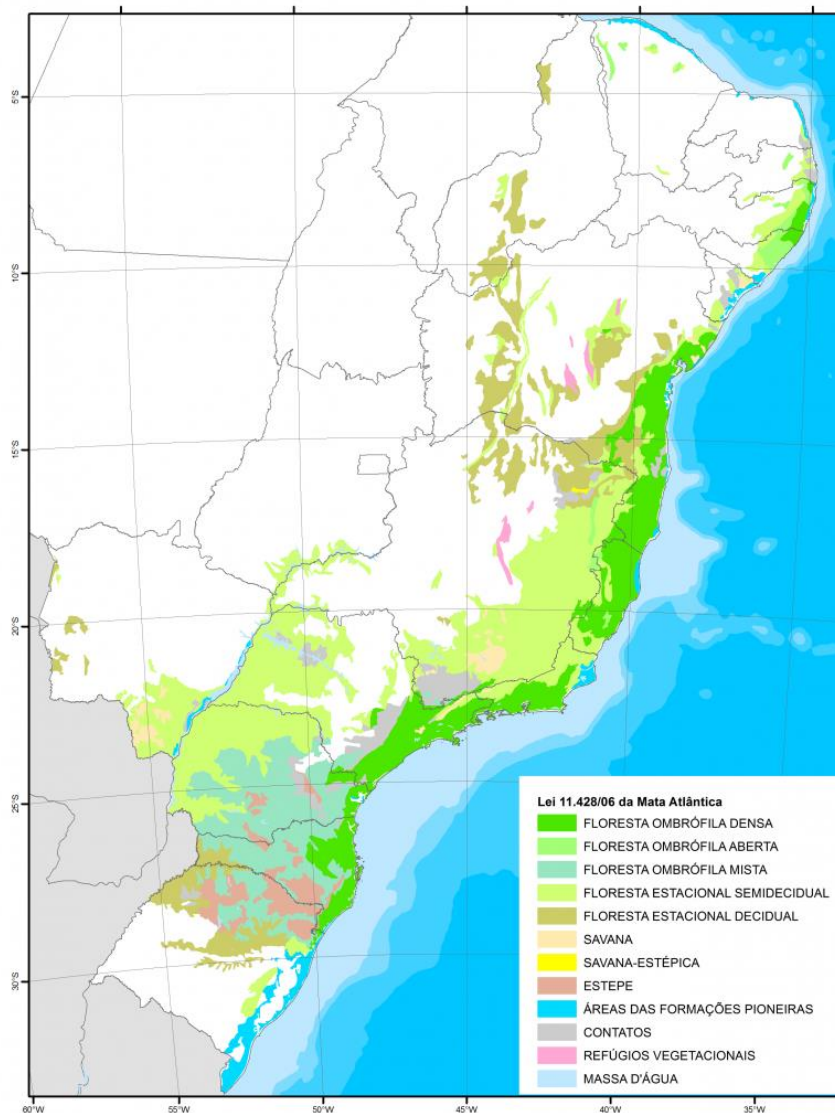 5°S
10°S
15°S
20°S
25°S
30°S
Lei 11.428/06 da Mata Atlântica
FLORESTA OMBRÓFILA DENSA
FLORESTA OMBRÓFILA ABERTA
FLORESTA OMBRÓFILA MISTA
FLORESTA ESTACIONAL SEMIDECIDUAL
FLORESTA ESTACIONAL DECIDUAL
SAVANA
SAVANA-ESTÉPICA
ESTEPE
ÁREAS DAS FORMAÇÕES PIONEIRAS
CONTATOS
REFÚGIOS VEGETACIONAIS
MASSA D'ÁGUA
60°W 55°W 50°W 45°W 40°W 35°W